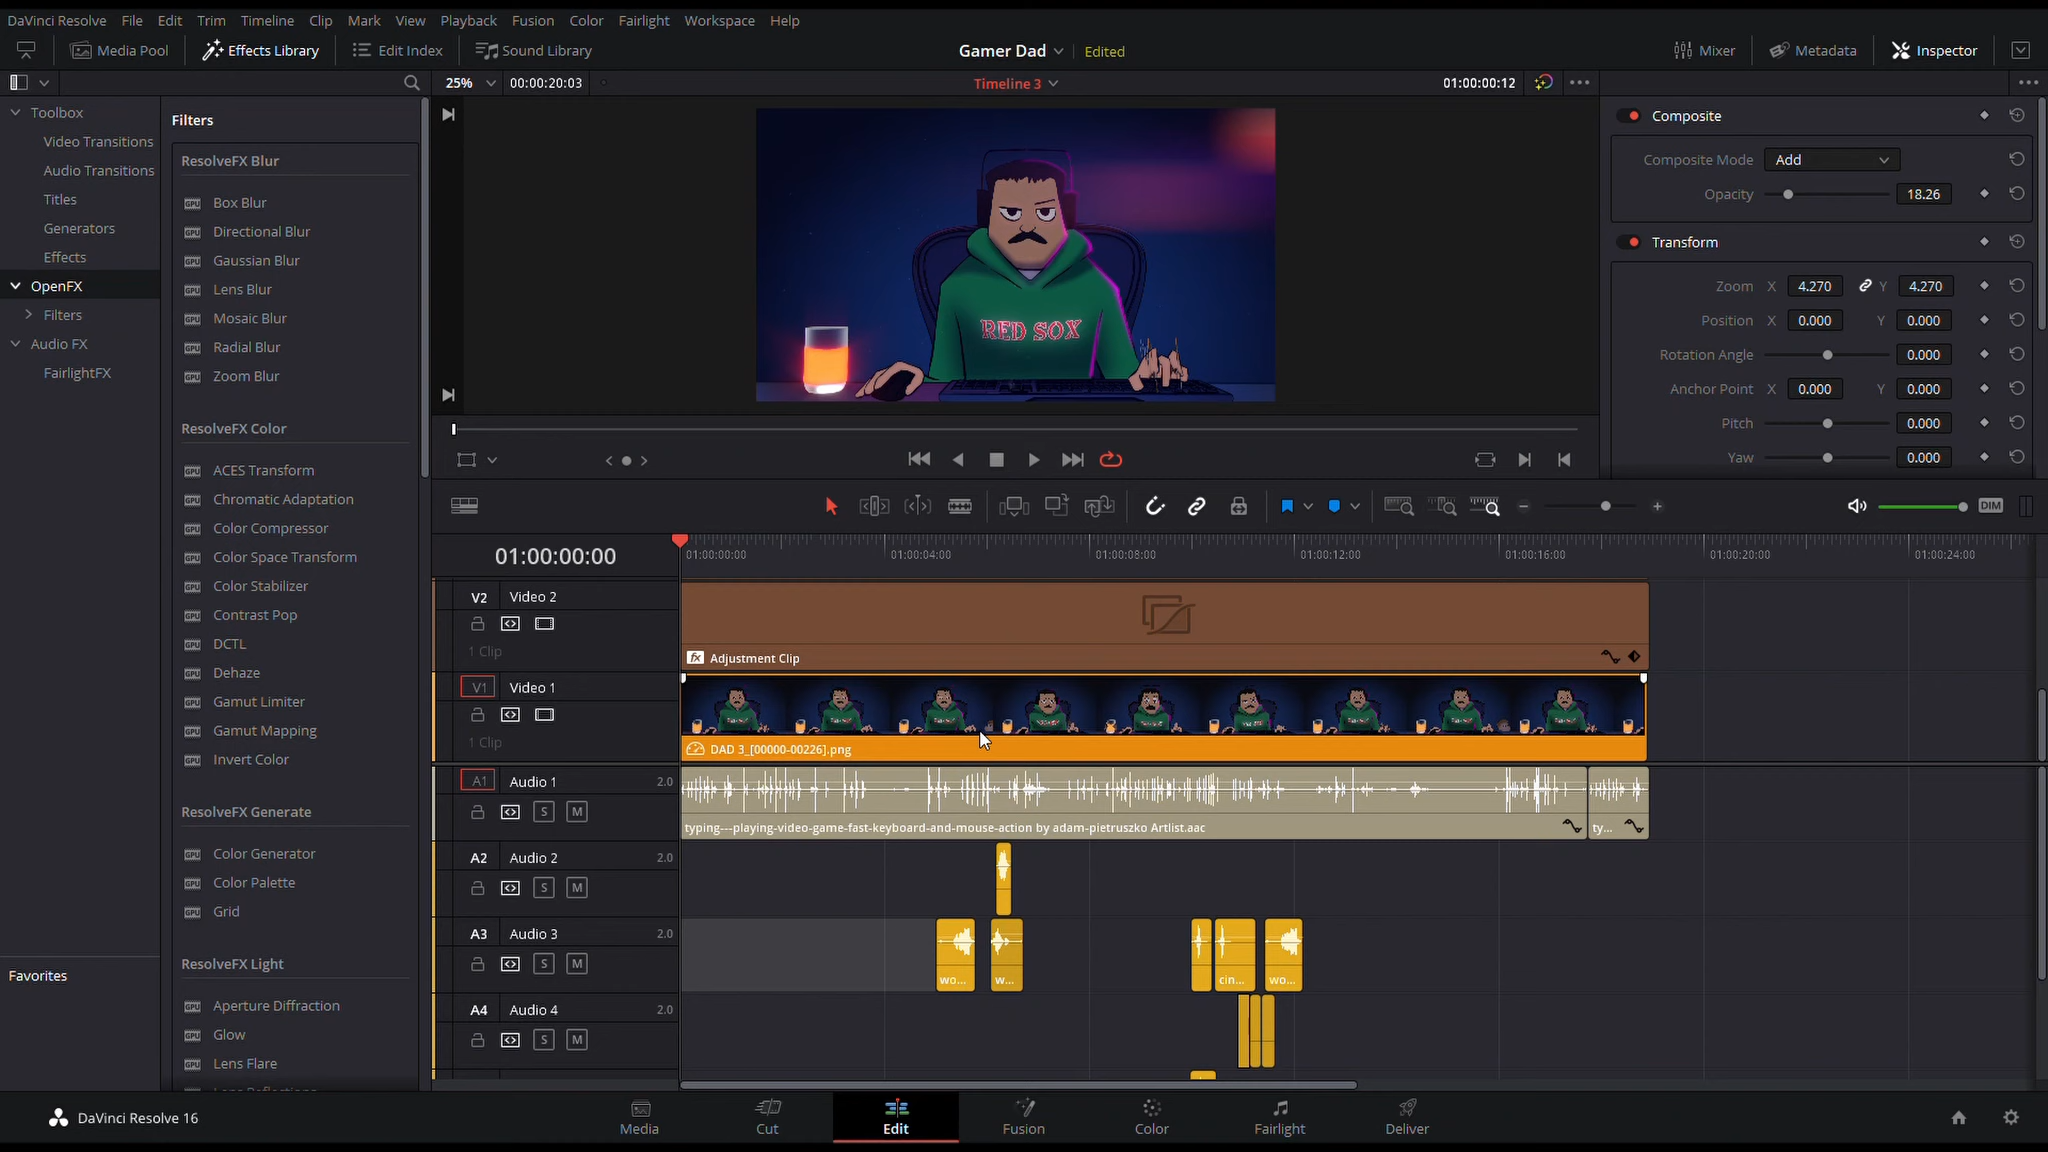 DaVinci Resolve File Edit Trim Timeline Clip Mark View Playback Fusion Color Fairlight Workspace Help
Media Pool Effects Library Edit Index Sound Library Gamer Dad Edited Mixer Metadata Inspector
25% 00:00:20:03 Timeline 3 01:00:00:12
Toolbox
Video Transitions
Audio Transitions
Titles
Generators
Effects
OpenFX
Filters
Audio FX
FairlightFX
Favorites
Filters
ResolveFX Blur
Box Blur
Directional Blur
Gaussian Blur
Lens Blur
Mosaic Blur
Radial Blur
Zoom Blur
ResolveFX Color
ACES Transform
Chromatic Adaptation
Color Compressor
Color Space Transform
Color Stabilizer
Contrast Pop
DCTL
Dehaze
Gamut Limiter
Gamut Mapping
Invert Color
ResolveFX Generate
Color Generator
Color Palette
Grid
ResolveFX Light
Aperture Diffraction
Glow
Lens Flare
RED SOX
Composite
Composite Mode Add
Opacity 18.26
Transform
Zoom X 4.270 Y 4.270
Position X 0.000 Y 0.000
Rotation Angle 0.000
Anchor Point X 0.000 Y 0.000
Pitch 0.000
Yaw 0.000
DIM
01:00:00:00
01:00:00:00 01:00:04:00 01:00:08:00 01:00:12:00 01:00:16:00 01:00:20:00 01:00:24:00
V2 Video 2
1 Clip
Adjustment Clip
V1 Video 1
1 Clip
DAD 3_[00000-00226].png
A1 Audio 1 2.0
S M
typing---playing-video-game-fast-keyboard-and-mouse-action by adam-pietruszko Artlist.aac
ty...
A2 Audio 2 2.0
S M
A3 Audio 3 2.0
S M
wo... w... cin... wo...
A4 Audio 4 2.0
S M
DaVinci Resolve 16
Media Cut Edit Fusion Color Fairlight Deliver